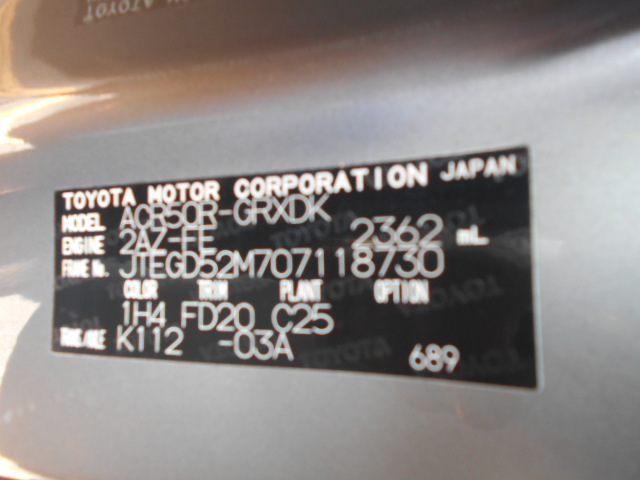 TOYOTA MOTOR CORPORATION JAPAN
MODEL ACR50R-GRXDK
ENGINE 2AZ-FE 2362 mL
FRAME No. JTEGD52M707118730
COLOR TRIM PLANT OPTION
1H4 FD20 C25
TRANS/AXLE K112 -03A
689